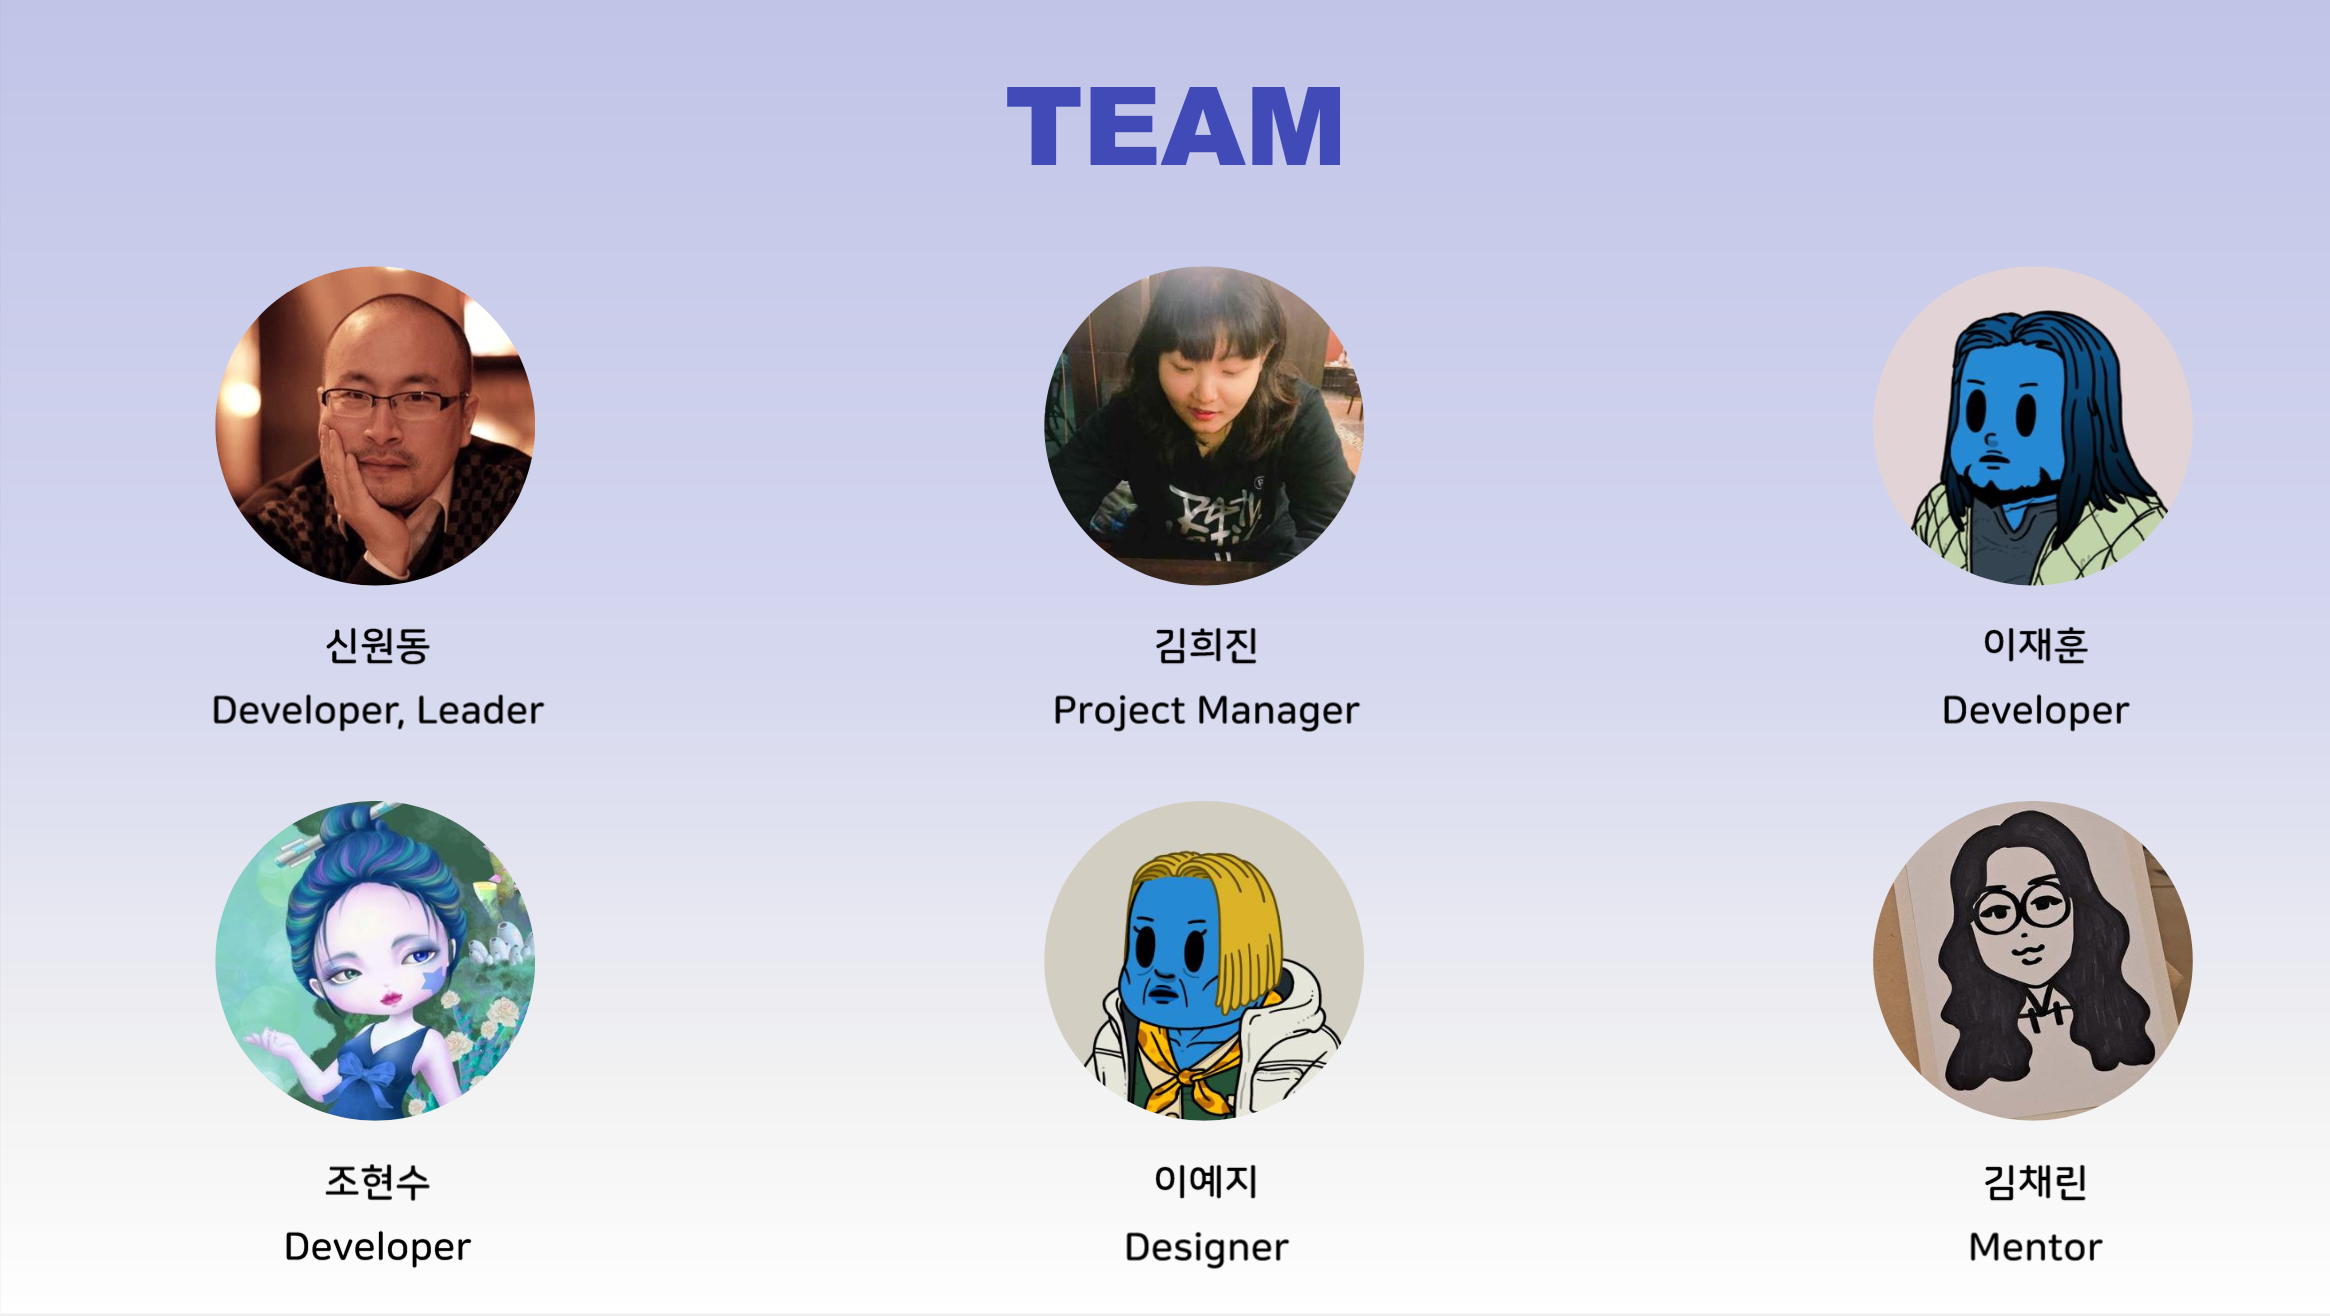 TEAM
신원동
Developer, Leader
김희진
Project Manager
이재훈
Developer
조현수
Developer
이예지
Designer
김채린
Mentor